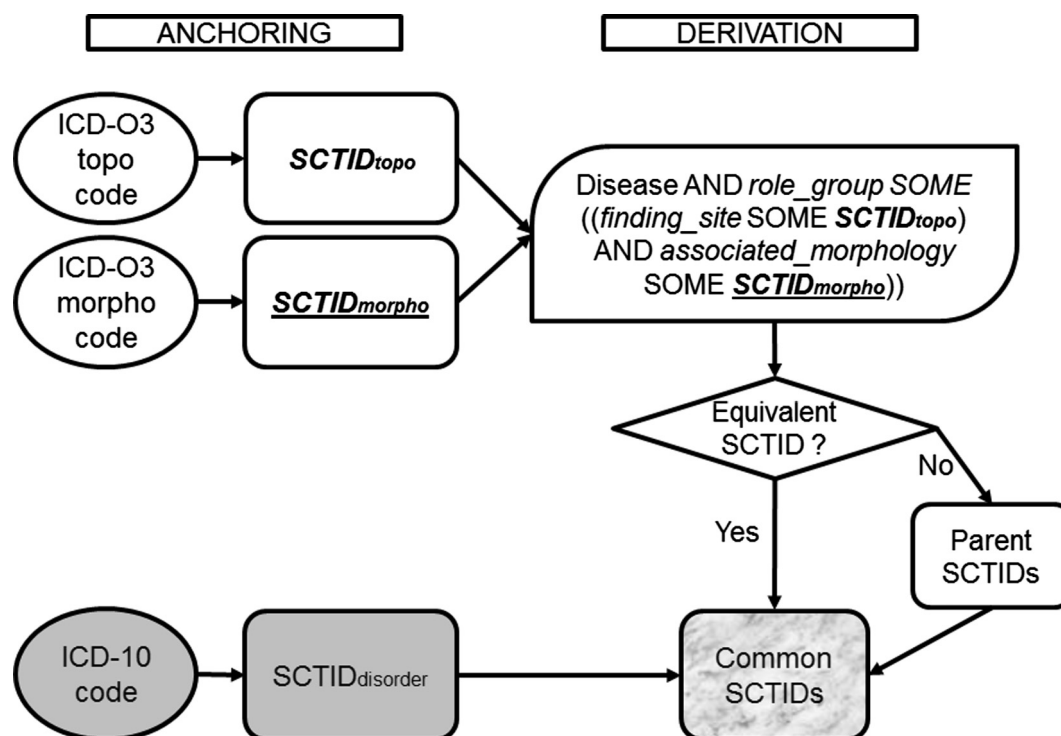 ANCHORING
DERIVATION
ICD-O3
topo
code
SCTIDtopo
ICD-O3
morpho
code
SCTIDmorpho
Disease AND role_group SOME
((finding_site SOME SCTIDtopo)
AND associated_morphology
SOME SCTIDmorpho))
Equivalent
SCTID ?
No
Yes
Parent
SCTIDs
ICD-10
code
SCTIDdisorder
Common
SCTIDs